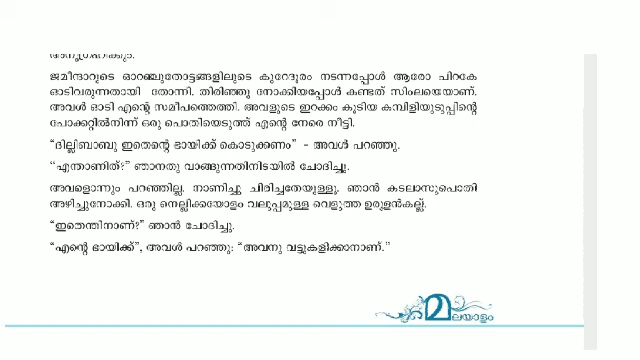 ജമീന്ദാറുടെ ഓറഞ്ചുതോട്ടങ്ങളിലൂടെ കുറേദൂരം നടന്നപ്പോൾ ആരോ പിറകേ
ഓടിവരുന്നതായി തോന്നി. തിരിഞ്ഞു നോക്കിയപ്പോൾ കണ്ടത് സിംലയെയാണ്.
അവൾ ഓടി എന്റെ സമീപത്തെത്തി. അവളുടെ ഇറക്കം കൂടിയ കമ്പിളിയുടുപ്പിന്റെ
പോക്കറ്റിൽനിന്ന് ഒരു പൊതിയെടുത്ത് എന്റെ നേരെ നീട്ടി.
“ദില്ലിബാബു ഇതെന്റെ ഭായിക്ക് കൊടുക്കണം” - അവൾ പറഞ്ഞു.
“എന്താണിത്?” ഞാനതു വാങ്ങുന്നതിനിടയിൽ ചോദിച്ചു.
അവളൊന്നും പറഞ്ഞില്ല. നാണിച്ചു ചിരിച്ചതേയുള്ളൂ. ഞാൻ കടലാസുപൊതി
അഴിച്ചുനോക്കി. ഒരു നെല്ലിക്കയോളം വലുപ്പമുള്ള വെളുത്ത ഉരുളൻകല്ല്.
“ഇതെന്തിനാണ്?” ഞാൻ ചോദിച്ചു.
“എന്റെ ഭായിക്ക്”, അവൾ പറഞ്ഞു: “അവനു വട്ടുകളിക്കാനാണ്.”
മലയാളം